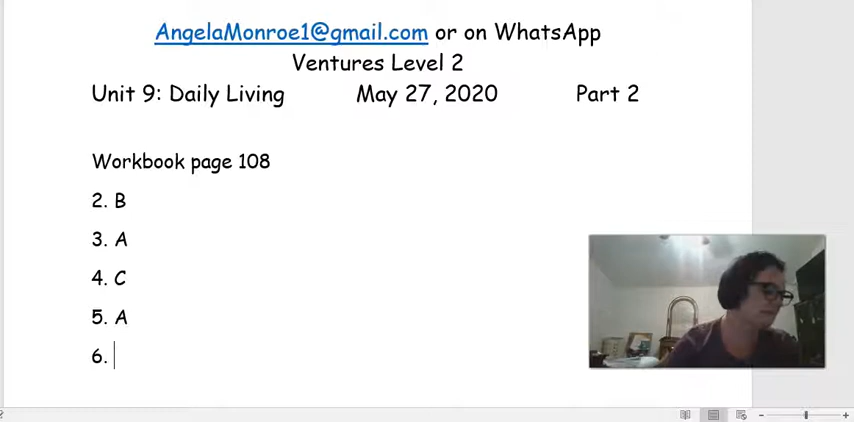 AngelaMonroe1@gmail.com or on WhatsApp
Ventures Level 2
Unit 9: Daily Living May 27, 2020 Part 2
Workbook page 108
2. B
3. A
4. C
5. A
6.